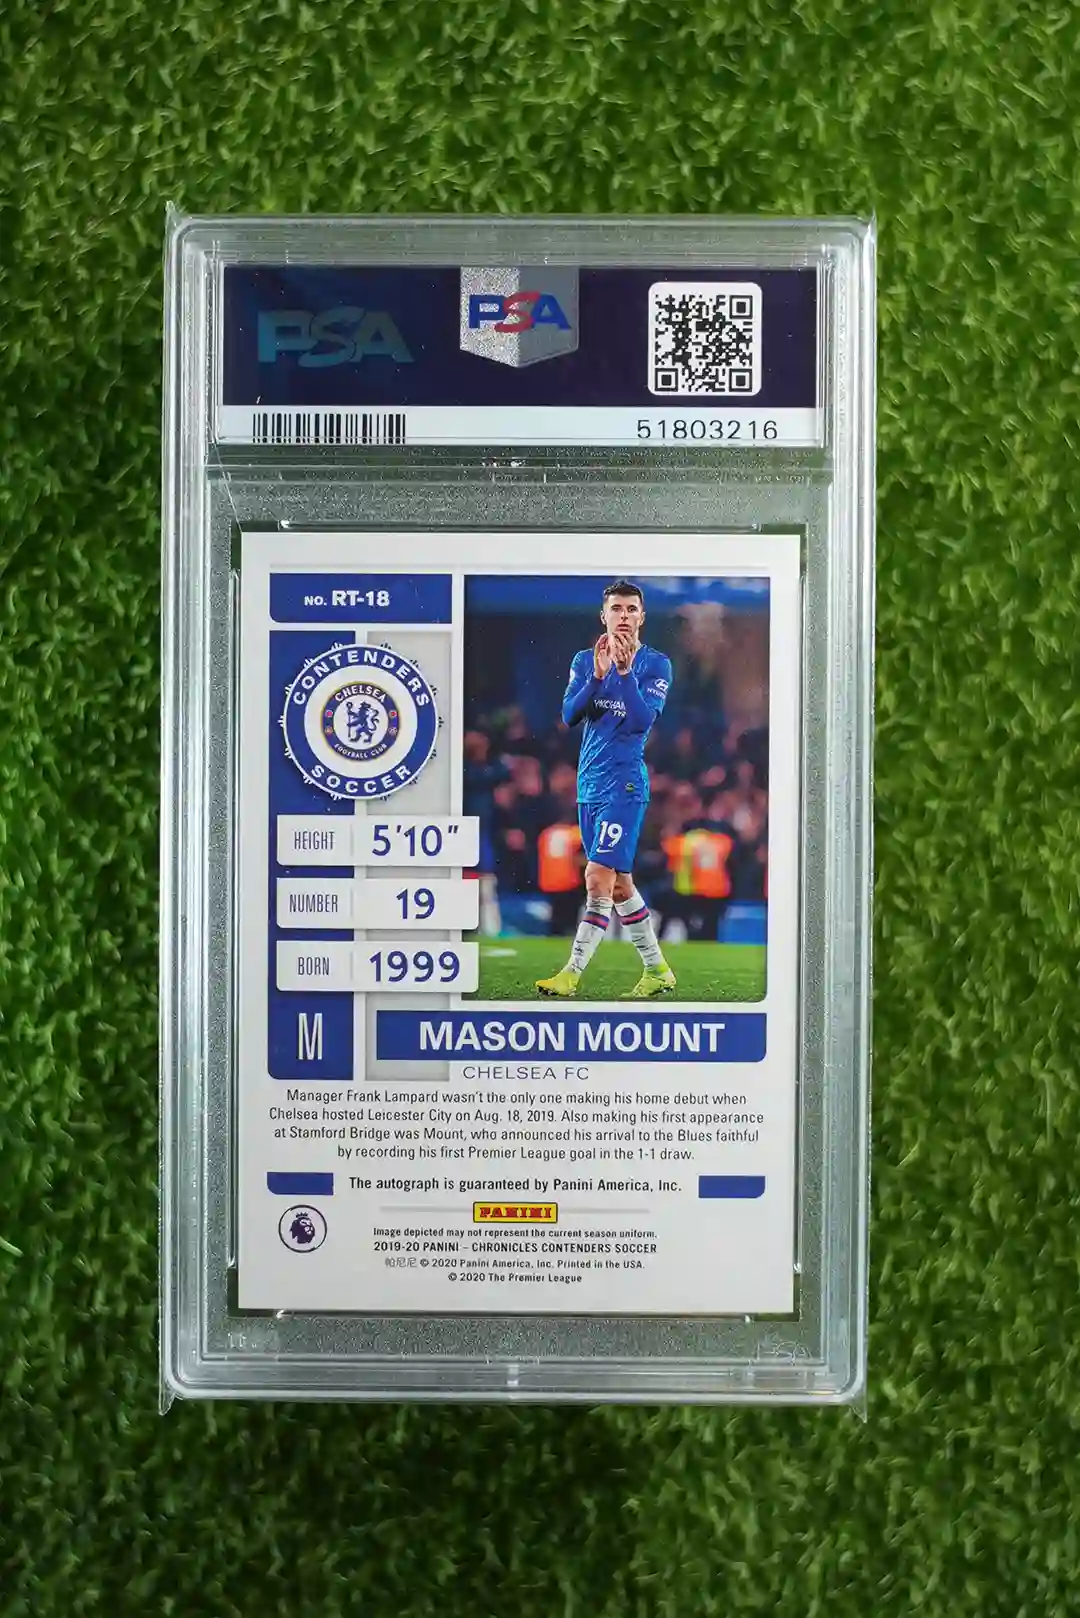 PSA
PSA
51803216
NO. RT-18
CONTENDERS
CHELSEA
FOOTBALL CLUB
SOCCER
HYUNDAI
YOKOHAMA
TYR
19
HEIGHT 5'10"
NUMBER 19
BORN 1999
M
MASON MOUNT
CHELSEA FC
Manager Frank Lampard wasn't the only one making his home debut when
Chelsea hosted Leicester City on Aug. 18, 2019. Also making his first appearance
at Stamford Bridge was Mount, who announced his arrival to the Blues faithful
by recording his first Premier League goal in the 1-1 draw.
The autograph is guaranteed by Panini America, Inc.
PANINI
Image depicted may not represent the current season uniform.
2019-20 PANINI – CHRONICLES CONTENDERS SOCCER
帕尼尼 © 2020 Panini America, Inc. Printed in the USA.
© 2020 The Premier League
PSA